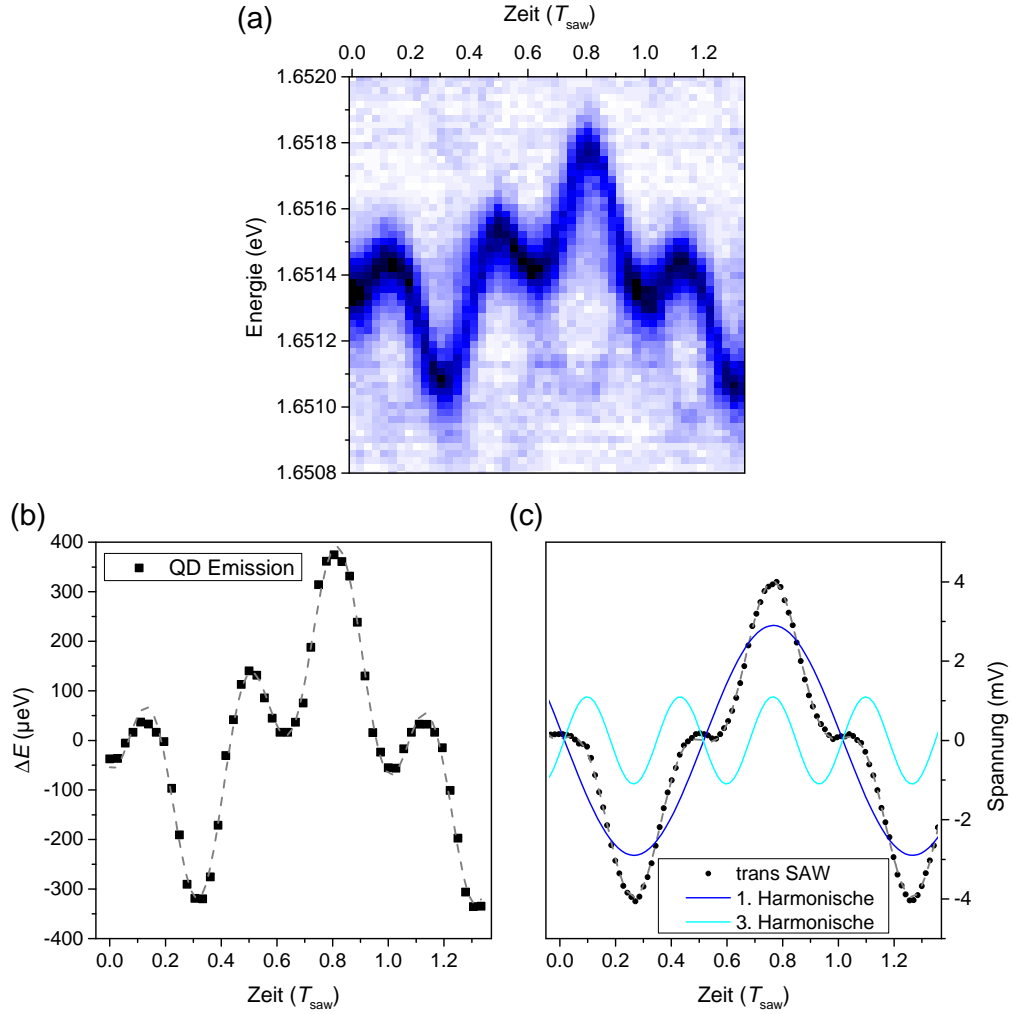 (a)
Zeit (Tsaw)
0.0 0.2 0.4 0.6 0.8 1.0 1.2
1.6520
1.6518
1.6516
1.6514
1.6512
1.6510
1.6508
Energie (eV)
(b)
400
300
200
100
0
-100
-200
-300
-400
ΔE (µeV)
QD Emission
0.0 0.2 0.4 0.6 0.8 1.0 1.2
Zeit (Tsaw)
(c)
4
2
0
-2
-4
Spannung (mV)
trans SAW
1. Harmonische
3. Harmonische
0.0 0.2 0.4 0.6 0.8 1.0 1.2
Zeit (Tsaw)